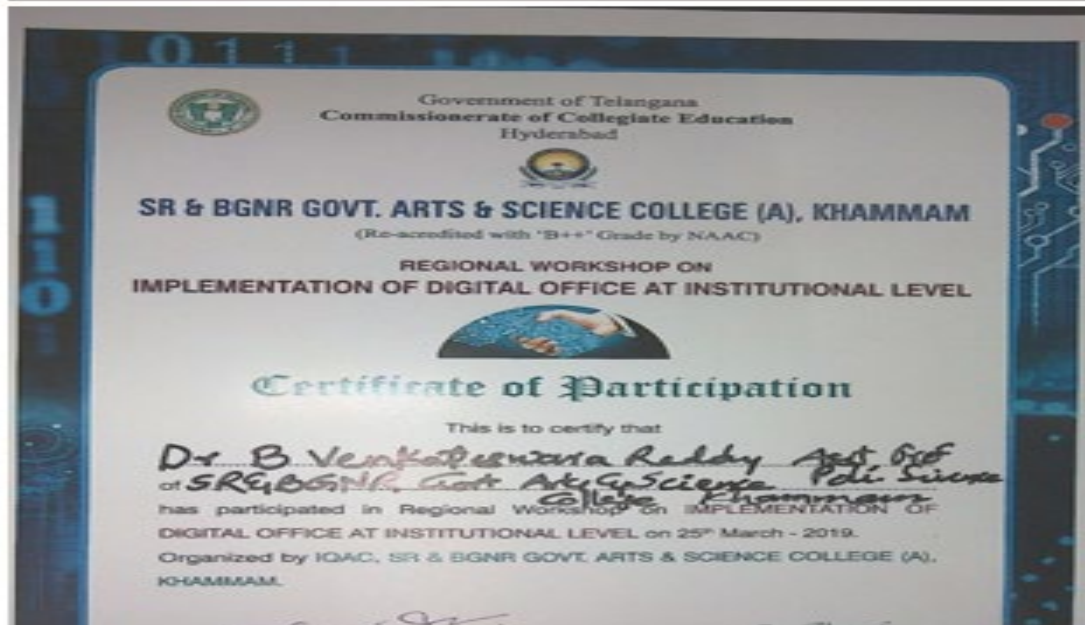 Government of Telangana
Commissionerate of Collegiate Education
Hyderabad
SR & BGNR GOVT. ARTS & SCIENCE COLLEGE (A), KHAMMAM
(Re-accredited with "B++" Grade by NAAC)
REGIONAL WORKSHOP ON
IMPLEMENTATION OF DIGITAL OFFICE AT INSTITUTIONAL LEVEL
Certificate of Participation
This is to certify that
Dr B Venkateswara Reddy Asst Prof
of SR&BGNR Govt Arts & Science Pol. Science
College Khammam
has participated in Regional Workshop on IMPLEMENTATION OF
DIGITAL OFFICE AT INSTITUTIONAL LEVEL on 25th March - 2019.
Organized by IQAC, SR & BGNR GOVT. ARTS & SCIENCE COLLEGE (A),
KHAMMAM.